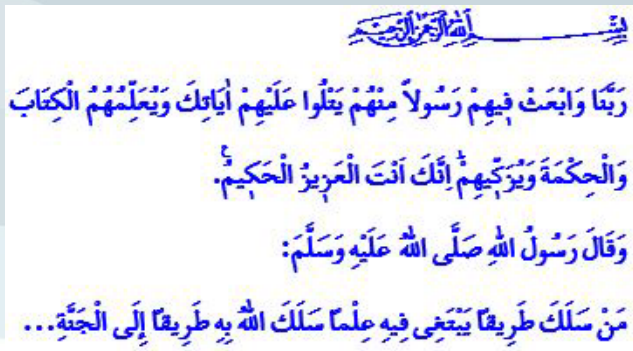 بِسْمِ اللّٰهِ الرَّحْمٰنِ الرَّحِيمِ
رَبَّنَا وَابْعَثْ فٖيهِمْ رَسُولاً مِنْهُمْ يَتْلُوا عَلَيْهِمْ اٰيَاتِكَ وَيُعَلِّمُهُمُ الْكِتَابَ
وَالْحِكْمَةَ وَيُزَكّٖيهِمْؕ اِنَّكَ اَنْتَ الْعَزٖيزُ الْحَكٖيمُࣖ.
وَقَالَ رَسُولُ اللّٰهِ صَلَّى اللّٰهُ عَلَيْهِ وَسَلَّمَ:
مَنْ سَلَكَ طَرِيقًا يَبْتَغِى فِيهِ عِلْماً سَلَكَ اللّٰهُ بِهِ طَرِيقًا إِلَى الْجَنَّةِ...